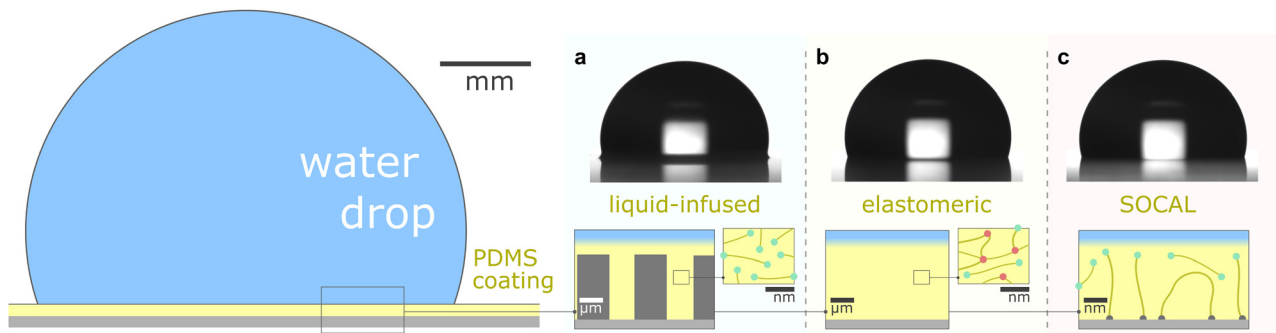 water
drop
mm
PDMS
coating
a
liquid-infused
µm
nm
b
elastomeric
µm
nm
c
SOCAL
nm